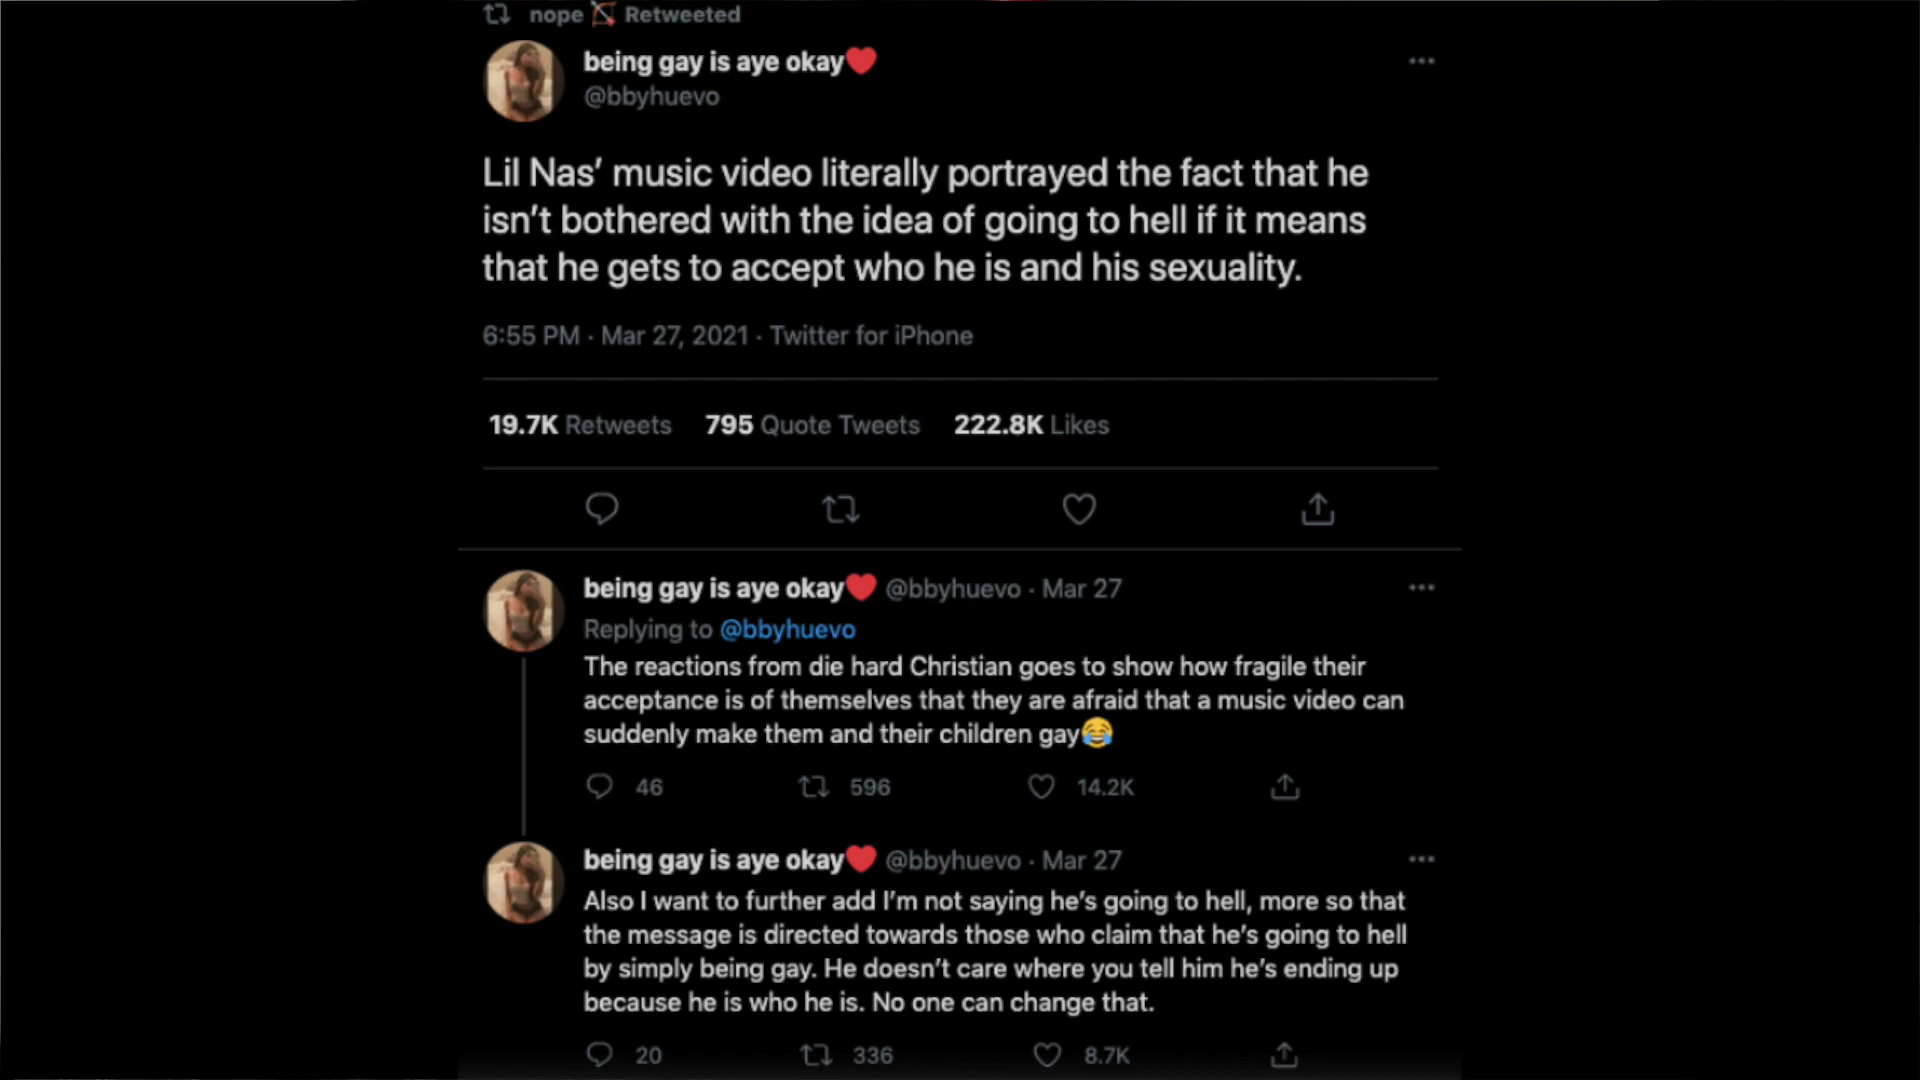 nope Retweeted
being gay is aye okay❤️
@bbyhuevo
Lil Nas’ music video literally portrayed the fact that he
isn’t bothered with the idea of going to hell if it means
that he gets to accept who he is and his sexuality.
6:55 PM · Mar 27, 2021 · Twitter for iPhone
19.7K Retweets 795 Quote Tweets 222.8K Likes
being gay is aye okay❤️ @bbyhuevo · Mar 27
Replying to @bbyhuevo
The reactions from die hard Christian goes to show how fragile their
acceptance is of themselves that they are afraid that a music video can
suddenly make them and their children gay😂
46 596 14.2K
being gay is aye okay❤️ @bbyhuevo · Mar 27
Also I want to further add I’m not saying he’s going to hell, more so that
the message is directed towards those who claim that he’s going to hell
by simply being gay. He doesn’t care where you tell him he’s ending up
because he is who he is. No one can change that.
20 336 8.7K